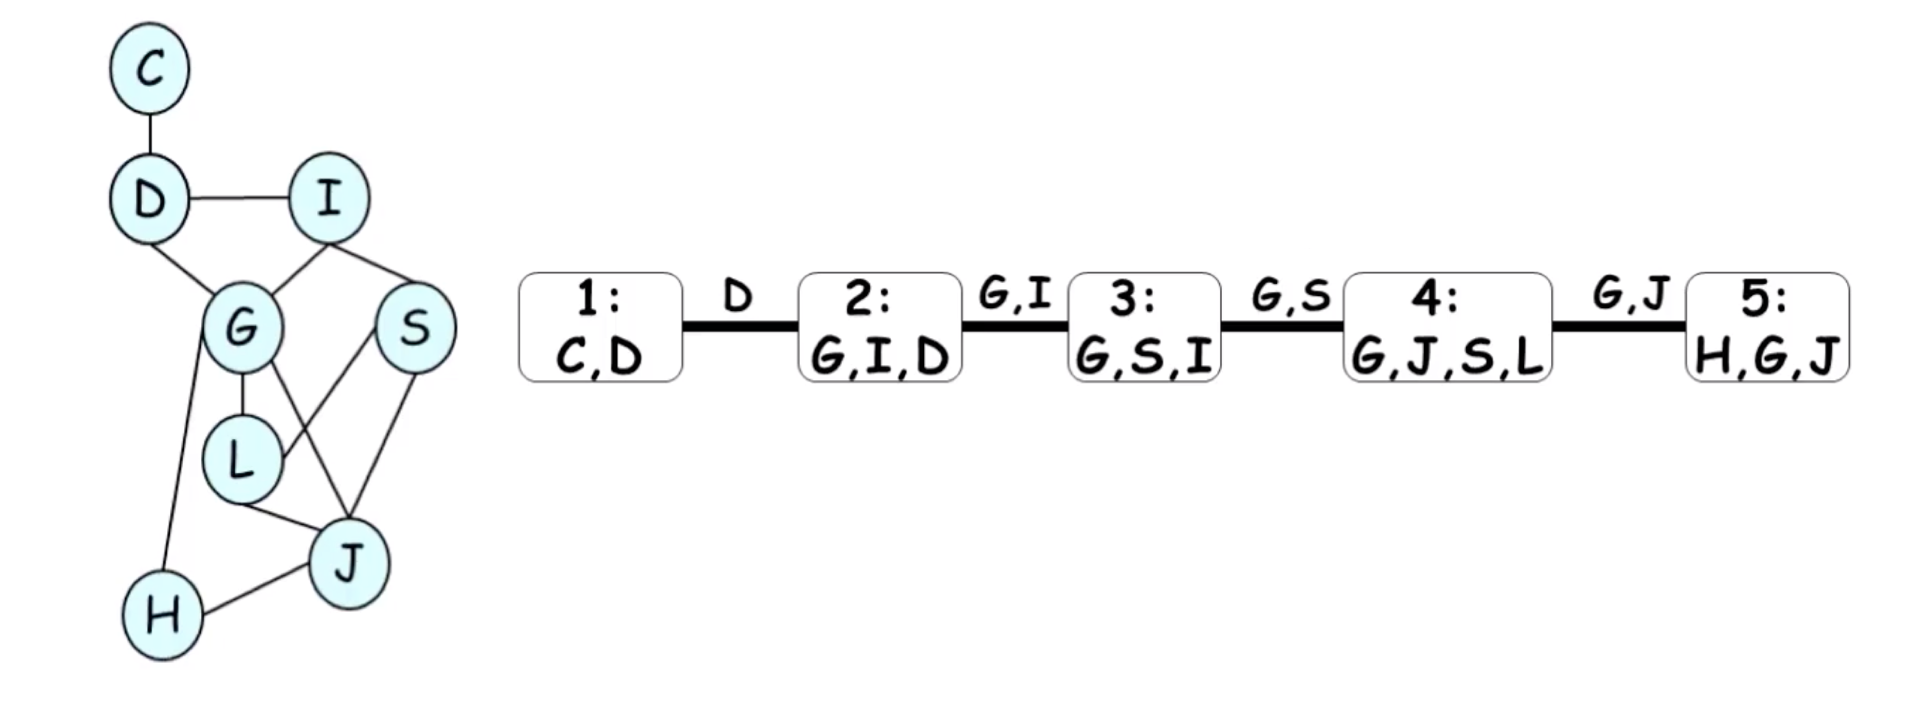 C
D
I
G
S
L
J
H
1:
C,D
D
2:
G,I,D
G,I
3:
G,S,I
G,S
4:
G,J,S,L
G,J
5:
H,G,J